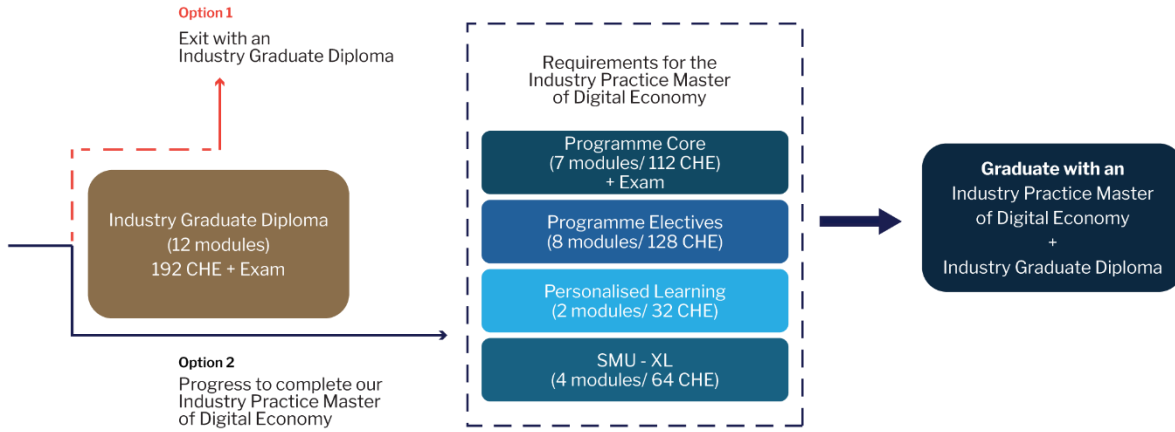 Option 1
Exit with an
Industry Graduate Diploma
Industry Graduate Diploma
(12 modules)
192 CHE + Exam
Option 2
Progress to complete our
Industry Practice Master
of Digital Economy
Requirements for the
Industry Practice Master
of Digital Economy
Programme Core
(7 modules/ 112 CHE)
+ Exam
Programme Electives
(8 modules/ 128 CHE)
Personalised Learning
(2 modules/ 32 CHE)
SMU - XL
(4 modules/ 64 CHE)
Graduate with an
Industry Practice Master
of Digital Economy
+
Industry Graduate Diploma